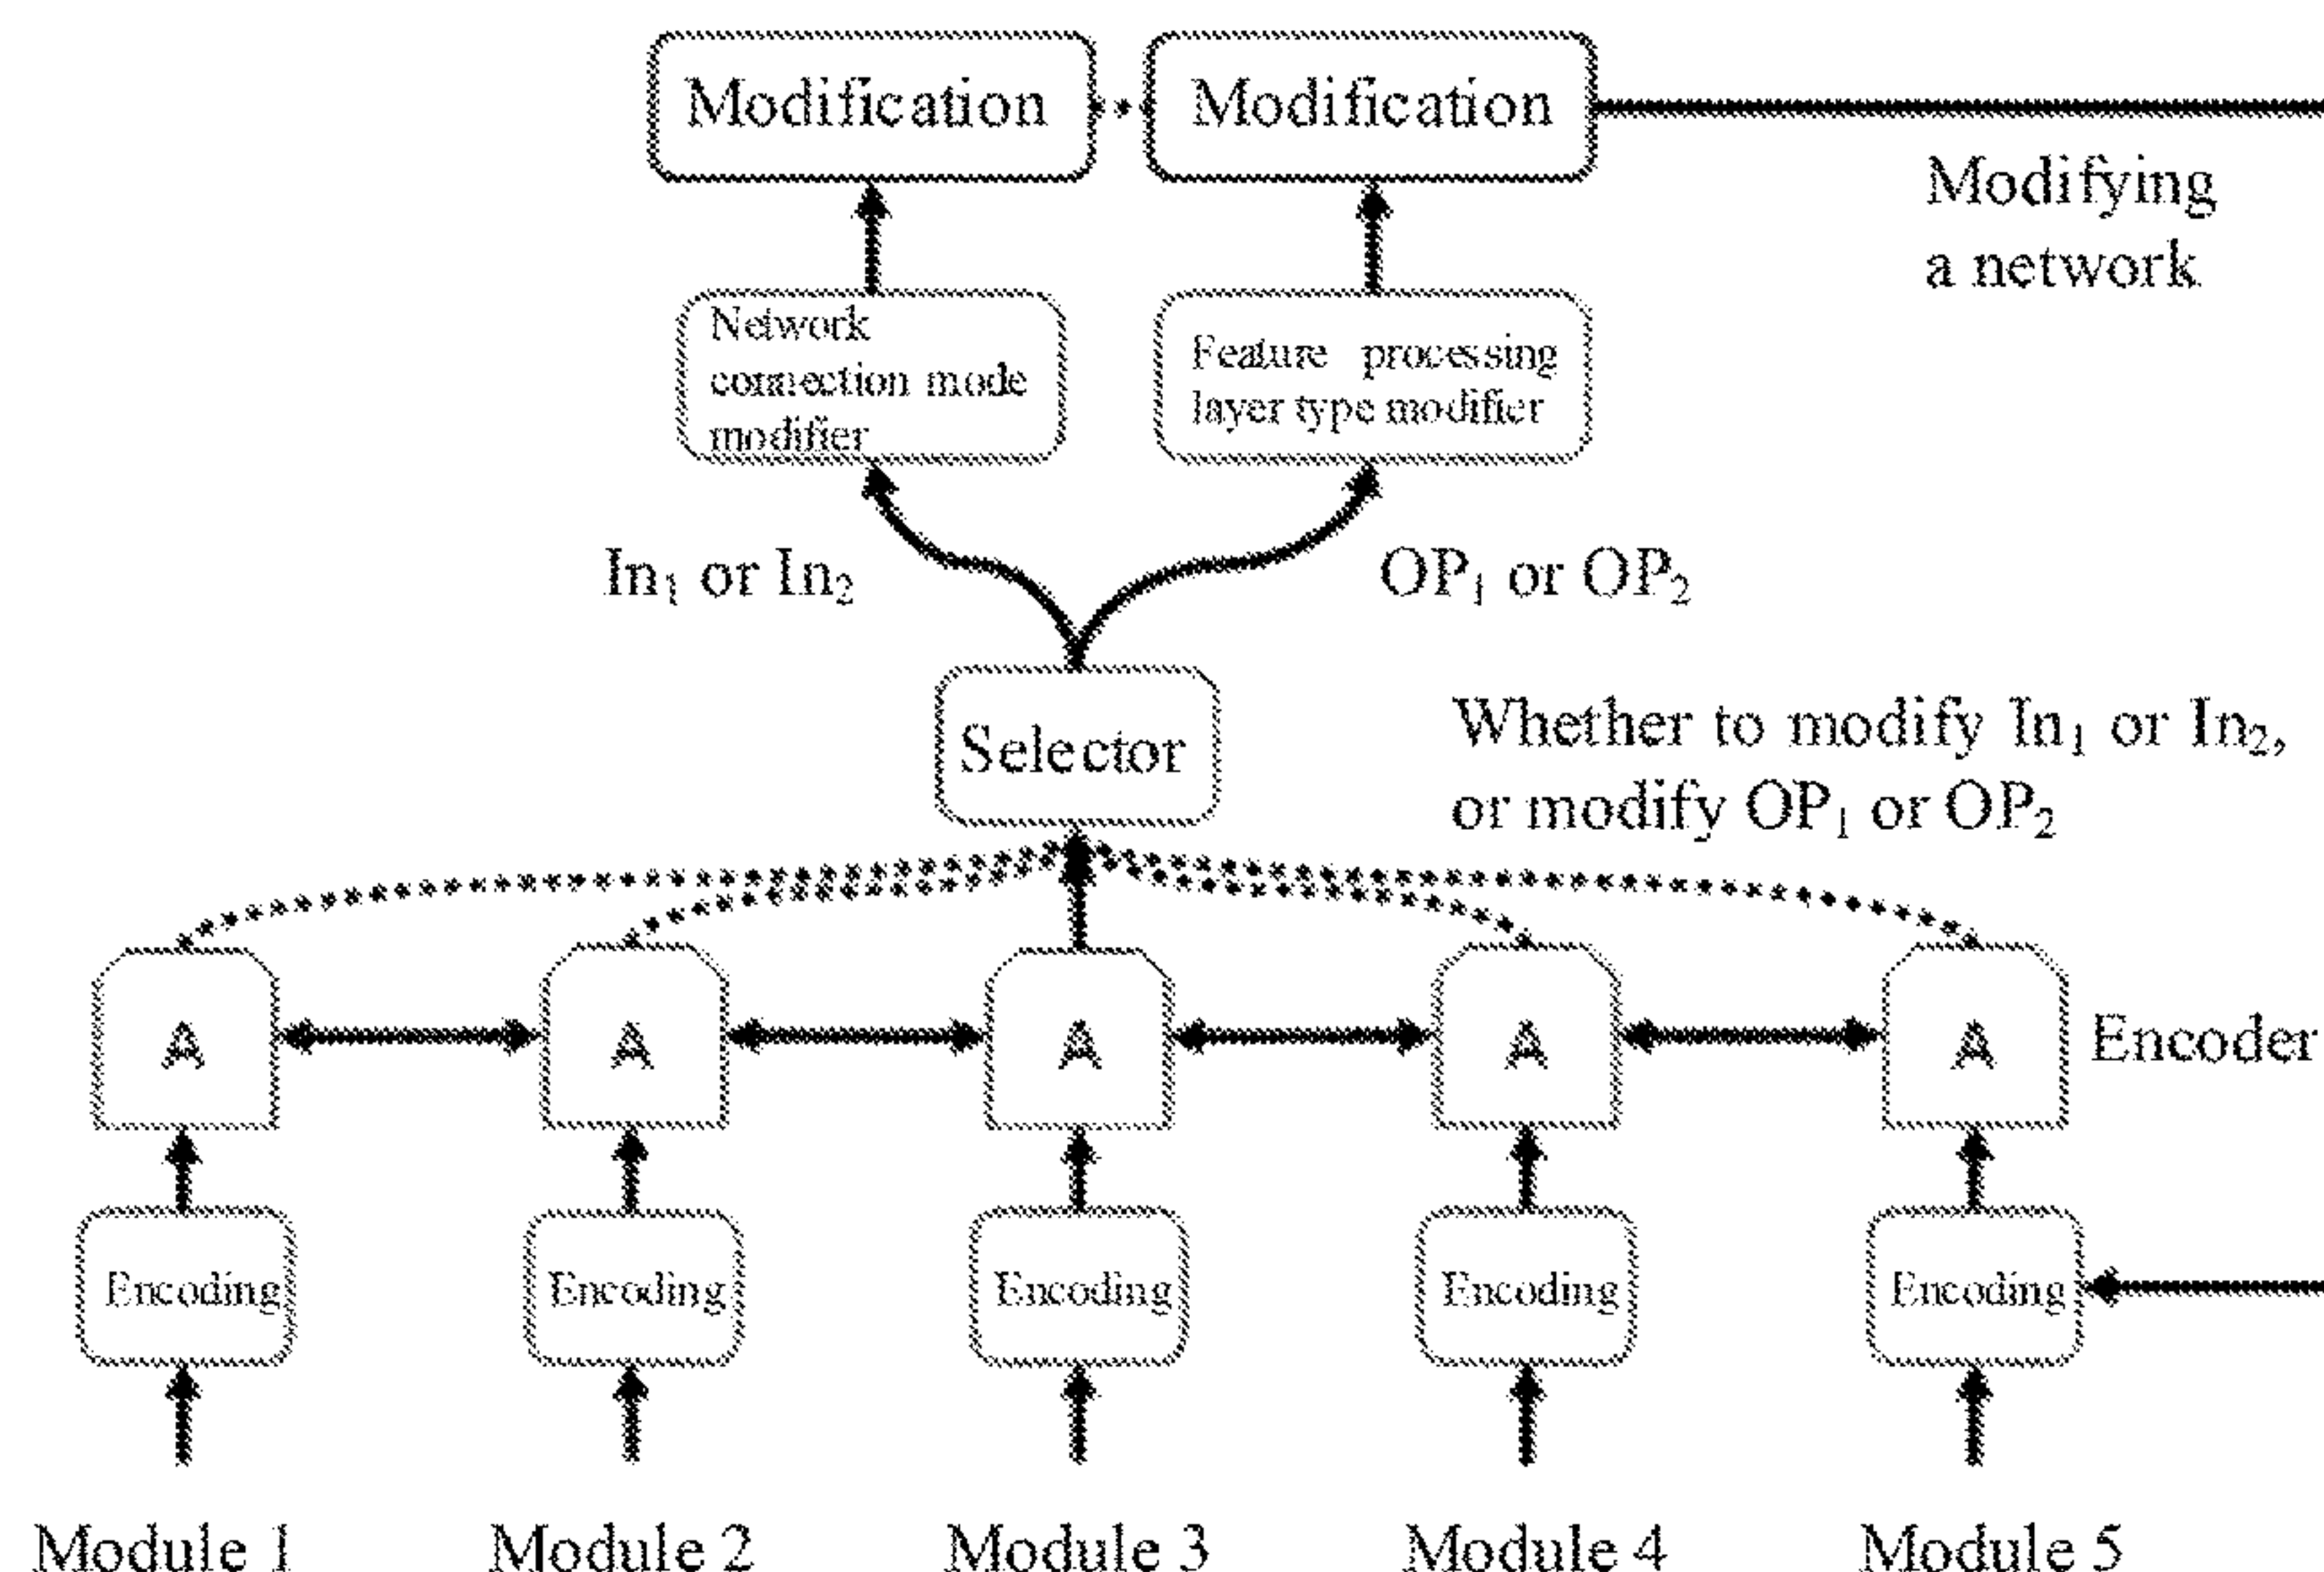 Modification
Modification
Modifying
a network
Network
connection mode
modifier
Feature processing
layer type modifier
In₁ or In₂
OP₁ or OP₂
Selector
Whether to modify In₁ or In₂,
or modify OP₁ or OP₂
A
A
A
A
A
Encoder
Encoding
Encoding
Encoding
Encoding
Encoding
Module 1
Module 2
Module 3
Module 4
Module 5